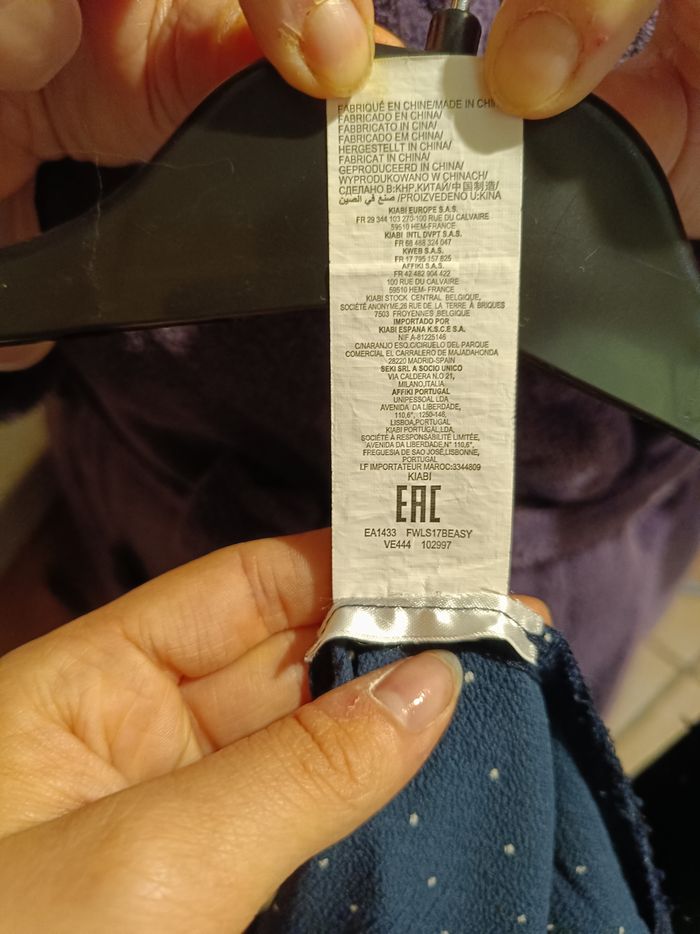 FABRIQUÉ EN CHINE/MADE IN
FABRICADO EN CHINA/
FABBRICATO IN CINA/
FABRICADO EM CHINA/
HERGESTELLT IN CHINA/
FABRICAT IN CHINA/
GEPRODUCEERD IN CHINA/
WYPRODUKOWANO W CHINACH/
СДЕЛАНО В:КНР,КИТАЙ/中国制造/
صنع في الصين /PROIZVEDENO U:KINA
KIABI EUROPE S.A.S.
FR 29 344 103 270-100 RUE DU CALVAIRE
59510 HEM-FRANCE
KIABI INTL DVPT S.A.S.
FR 68 488 324 047
KWEB S.A.S.
FR 17 795 157 825
AFFIKI S.A.S.
FR 42 482 904 422
100 RUE DU CALVAIRE
59510 HEM- FRANCE
KIABI STOCK CENTRAL BELGIQUE,
SOCIÉTÉ ANONYME,26 RUE DE LA TERRE À BRIQUES
7503 FROYENNES,BELGIQUE
IMPORTADO POR
KIABI ESPANA K.S.C.E S.A.
NIF A-81225146
C/NARANJO ESQ.C/CIRUELO DEL PARQUE
COMERCIAL EL CARRALERO DE MAJADAHONDA
28220 MADRID-SPAIN
SEKI SRL A SOCIO UNICO
VIA CALDERA N.O 21,
MILANO,ITALIA.
AFFIKI PORTUGAL
UNIPESSOAL LDA
AVENIDA DA LIBERDADE,
110,6°, 1250-146,
LISBOA,PORTUGAL
KIABI PORTUGAL,LDA,
SOCIÉTÉ À RESPONSABILITÉ LIMITÉE,
AVENIDA DA LIBERDADE,N° 110,6°,
FREGUESIA DE SAO JOSÉ,LISBONNE,
PORTUGAL
I.F IMPORTATEUR MAROC:3344809
KIABI
EAC
EA1433 FWLS17BEASY
VE444 102997